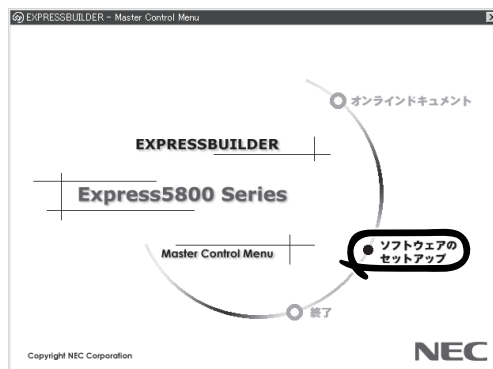 EXPRESSBUILDER - Master Control Menu
オンラインドキュメント
EXPRESSBUILDER
Express5800 Series
Master Control Menu
ソフトウェアの
セットアップ
終了
Copyright NEC Corporation
NEC